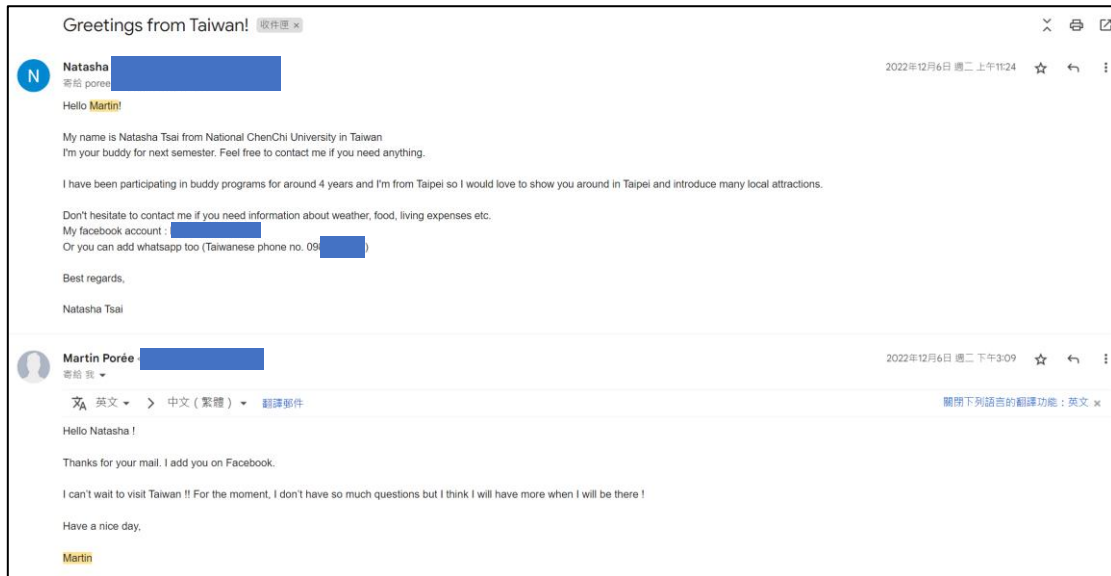 Greetings from Taiwan! 收件匣 ×
N
Natasha
2022年12月6日 週二 上午11:24
寄給 poree
Hello Martin!
My name is Natasha Tsai from National ChenChi University in Taiwan
I'm your buddy for next semester. Feel free to contact me if you need anything.
I have been participating in buddy programs for around 4 years and I'm from Taipei so I would love to show you around in Taipei and introduce many local attractions.
Don't hesitate to contact me if you need information about weather, food, living expenses etc.
My facebook account :
Or you can add whatsapp too (Taiwanese phone no. 09 )
Best regards,
Natasha Tsai
Martin Porée
2022年12月6日 週二 下午3:09
寄給 我
英文 > 中文 ( 繁體 ) 翻譯郵件 關閉下列語言的翻譯功能：英文 ×
Hello Natasha !
Thanks for your mail. I add you on Facebook.
I can't wait to visit Taiwan !! For the moment, I don't have so much questions but I think I will have more when I will be there !
Have a nice day,
Martin